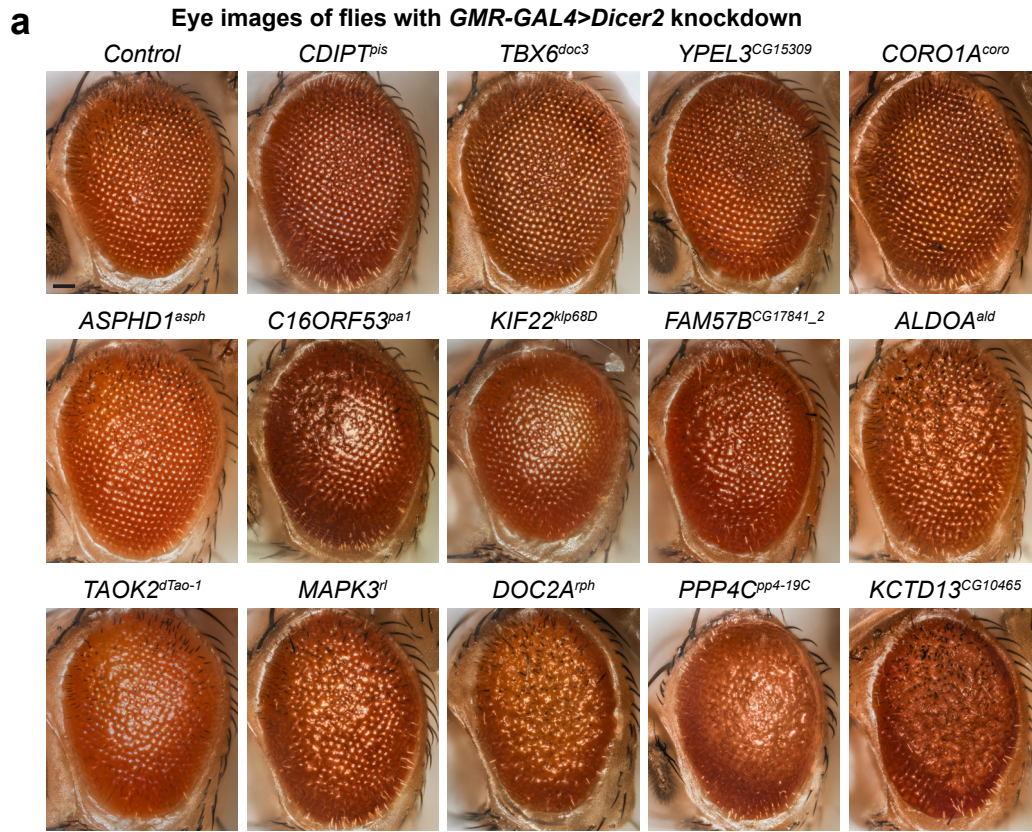 a
Eye images of flies with GMR-GAL4>Dicer2 knockdown
Control CDIPTpis TBX6doc3 YPEL3CG15309 CORO1Acoro
ASPHD1asph C16ORF53pa1 KIF22klp68D FAM57BCG17841_2 ALDOAald
TAOK2dTao-1 MAPK3rl DOC2Arph PPP4Cpp4-19C KCTD13CG10465